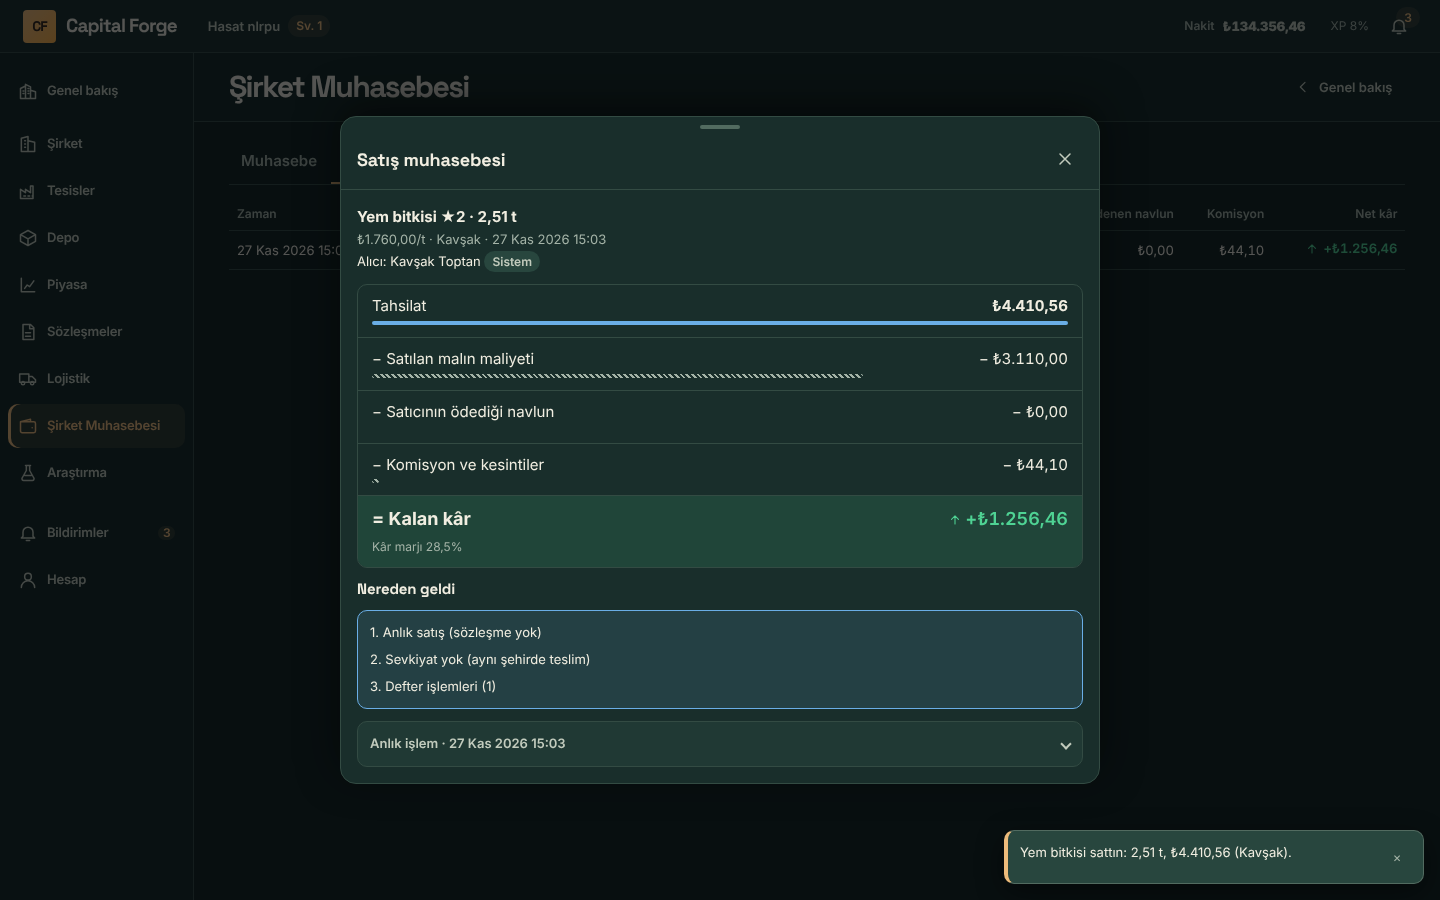 CF Capital Forge Hasat nIrpu Sv. 1 Nakit ₺134.356,46 XP 8% 3
Genel bakış
Şirket
Tesisler
Depo
Piyasa
Sözleşmeler
Lojistik
Şirket Muhasebesi
Araştırma
Bildirimler 3
Hesap
Şirket Muhasebesi
Genel bakış
Muhasebe
Zaman lenen navlun Komisyon Net kâr
27 Kas 2026 15:0 ₺0,00 ₺44,10 ↑ +₺1.256,46
Satış muhasebesi
Yem bitkisi ★2 · 2,51 t
₺1.760,00/t · Kavşak · 27 Kas 2026 15:03
Alıcı: Kavşak Toptan Sistem
Tahsilat ₺4.410,56
− Satılan malın maliyeti − ₺3.110,00
− Satıcının ödediği navlun − ₺0,00
− Komisyon ve kesintiler − ₺44,10
= Kalan kâr ↑ +₺1.256,46
Kâr marjı 28,5%
Nereden geldi
1. Anlık satış (sözleşme yok)
2. Sevkiyat yok (aynı şehirde teslim)
3. Defter işlemleri (1)
Anlık işlem · 27 Kas 2026 15:03
Yem bitkisi sattın: 2,51 t, ₺4.410,56 (Kavşak). ×